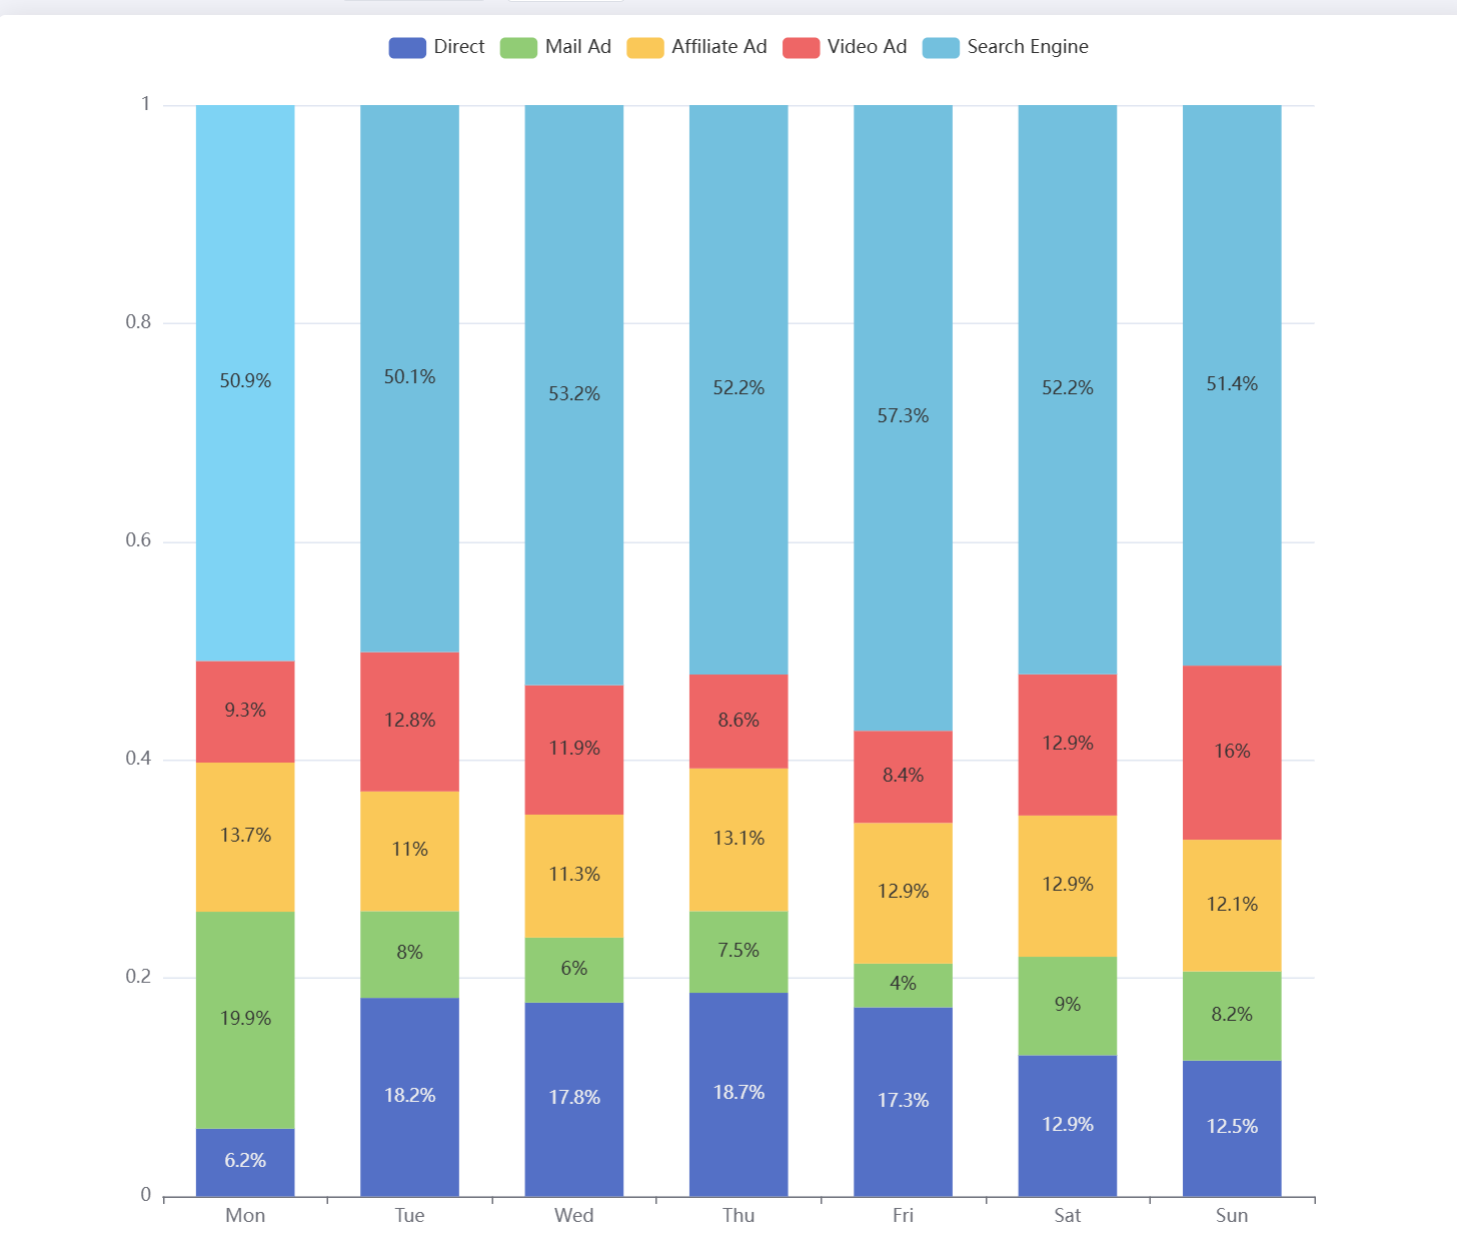 Direct Mail Ad Affiliate Ad Video Ad Search Engine
1
0.8
50.9% 50.1% 53.2% 52.2% 57.3% 52.2% 51.4%
0.6
9.3% 12.8% 11.9% 8.6% 8.4% 12.9% 16%
0.4
13.7% 11% 11.3% 13.1% 12.9% 12.9% 12.1%
19.9% 8% 6% 7.5% 4% 9% 8.2%
0.2
6.2% 18.2% 17.8% 18.7% 17.3% 12.9% 12.5%
0
Mon Tue Wed Thu Fri Sat Sun